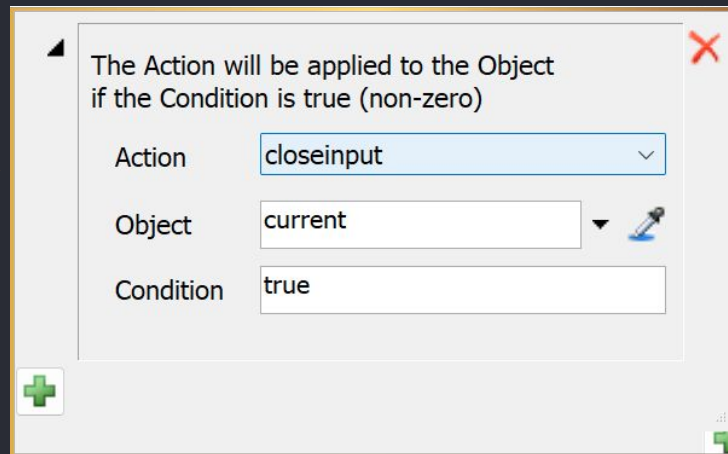 The Action will be applied to the Object
if the Condition is true (non-zero)
Action closeinput
Object current
Condition true